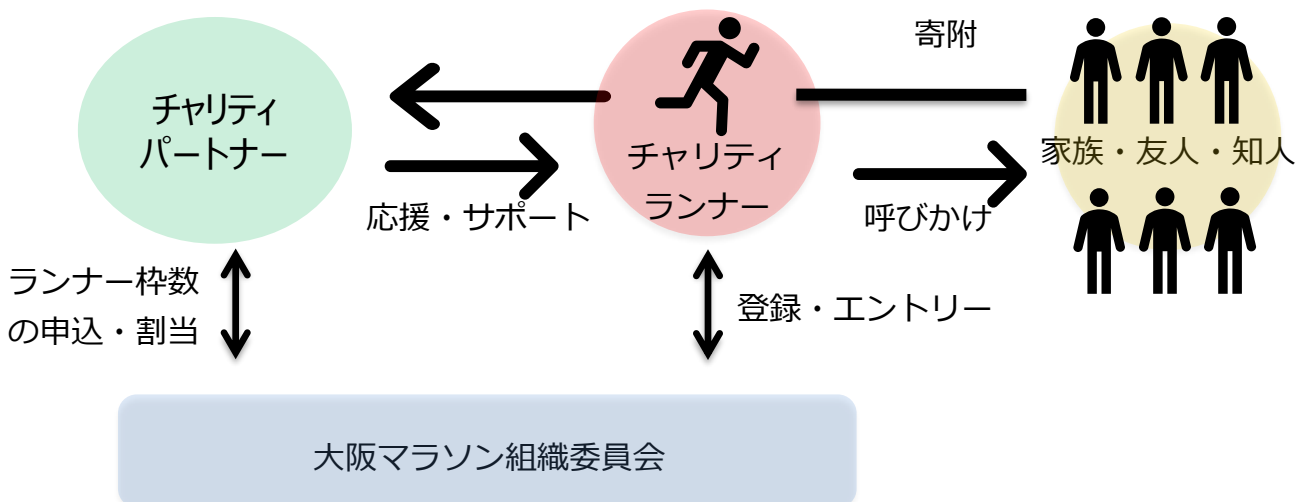 寄附
チャリティ
パートナー
チャリティ
ランナー
家族・友人・知人
応援・サポート
呼びかけ
ランナー枠数
の申込・割当
登録・エントリー
大阪マラソン組織委員会